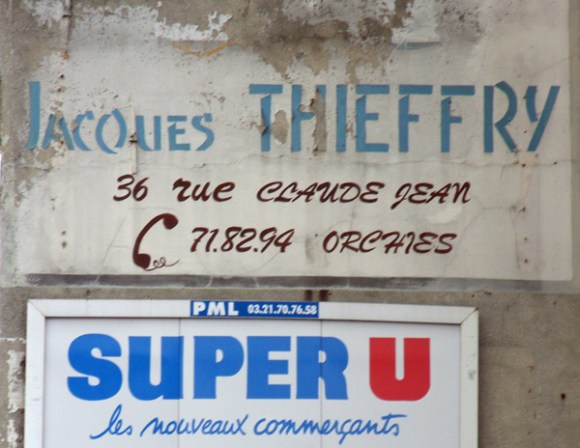 Jacques THIEFFRY
36 rue CLAUDE JEAN
71.82.94 ORCHIES
PML 03.21.70.76.58
SUPER U
les nouveaux commerçants